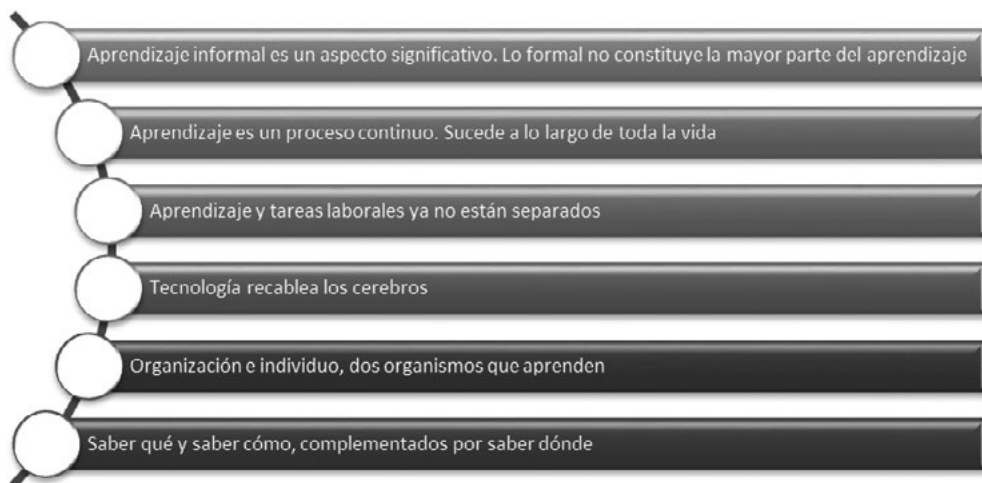 Aprendizaje informal es un aspecto significativo. Lo formal no constituye la mayor parte del aprendizaje
Aprendizaje es un proceso continuo. Sucede a lo largo de toda la vida
Aprendizaje y tareas laborales ya no están separados
Tecnología recablea los cerebros
Organización e individuo, dos organismos que aprenden
Saber qué y saber cómo, complementados por saber dónde